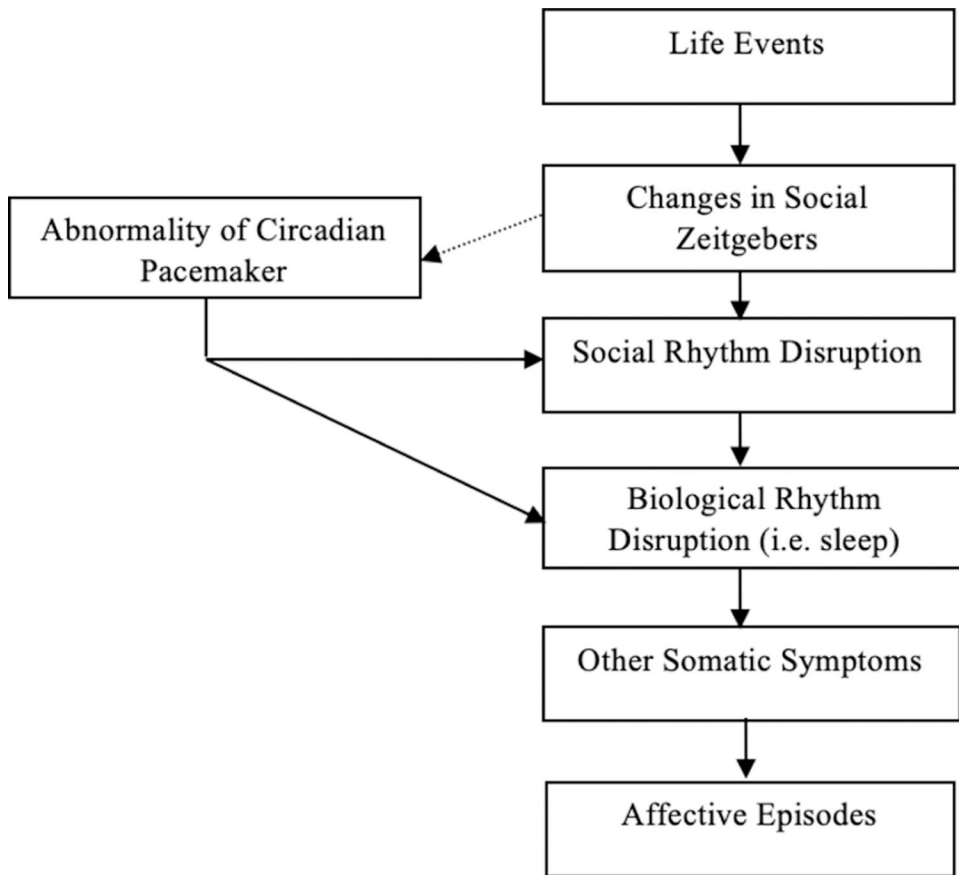 Life Events
Changes in Social
Zeitgebers
Abnormality of Circadian
Pacemaker
Social Rhythm Disruption
Biological Rhythm
Disruption (i.e. sleep)
Other Somatic Symptoms
Affective Episodes